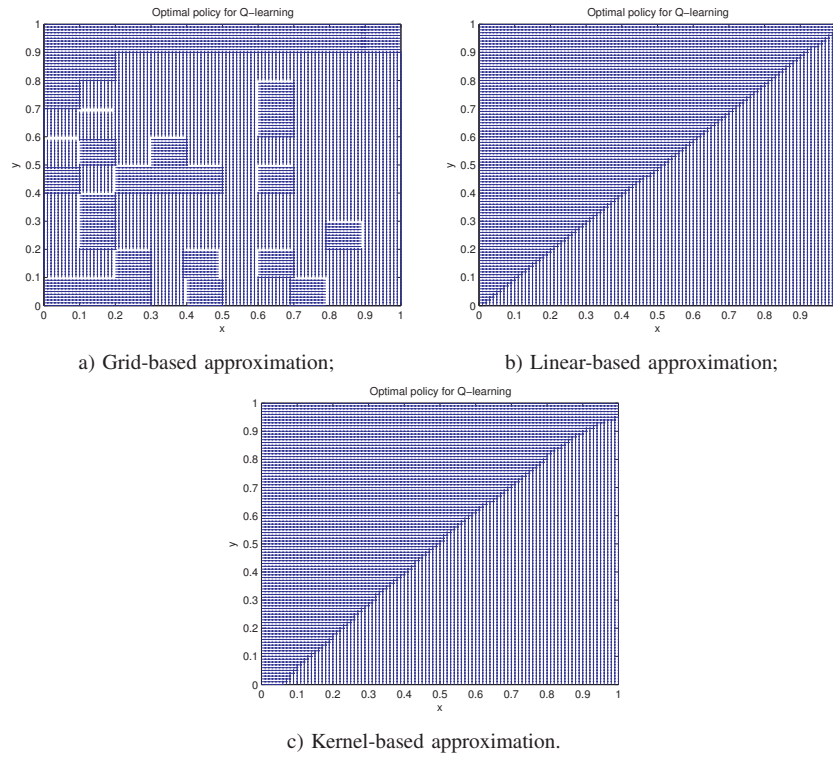 Optimal policy for Q−learning
1
0.9
0.8
0.7
0.6
0.5
0.4
0.3
0.2
0.1
0
y
0 0.1 0.2 0.3 0.4 0.5 0.6 0.7 0.8 0.9 1
x
a) Grid-based approximation;
Optimal policy for Q−learning
1
0.9
0.8
0.7
0.6
0.5
0.4
0.3
0.2
0.1
0
y
0 0.1 0.2 0.3 0.4 0.5 0.6 0.7 0.8 0.9
x
b) Linear-based approximation;
Optimal policy for Q−learning
1
0.9
0.8
0.7
0.6
0.5
0.4
0.3
0.2
0.1
0
y
0 0.1 0.2 0.3 0.4 0.5 0.6 0.7 0.8 0.9 1
x
c) Kernel-based approximation.